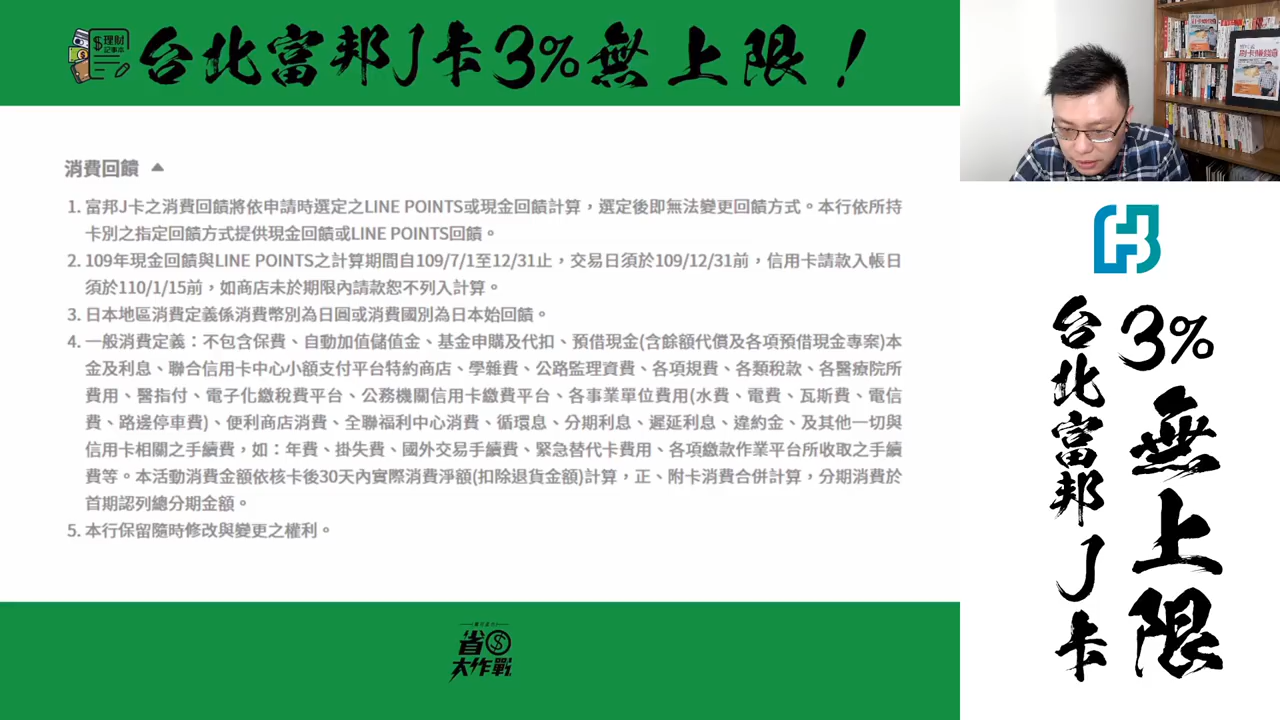 理財
記事本
台北富邦J卡3%無上限！
消費回饋
1. 富邦J卡之消費回饋將依申請時選定之LINE POINTS或現金回饋計算，選定後即無法變更回饋方式。本行依所持
卡別之指定回饋方式提供現金回饋或LINE POINTS回饋。
2. 109年現金回饋與LINE POINTS之計算期間自109/7/1至12/31止，交易日須於109/12/31前，信用卡請款入帳日
須於110/1/15前，如商店未於期限內請款恕不列入計算。
3. 日本地區消費定義係消費幣別為日圓或消費國別為日本始回饋。
4. 一般消費定義：不包含保費、自動加值儲值金、基金申購及代扣、預借現金(含餘額代償及各項預借現金專案)本
金及利息、聯合信用卡中心小額支付平台特約商店、學雜費、公路監理資費、各項規費、各類稅款、各醫療院所
費用、醫指付、電子化繳稅費平台、公務機關信用卡繳費平台、各事業單位費用(水費、電費、瓦斯費、電信
費、路邊停車費)、便利商店消費、全聯福利中心消費、循環息、分期利息、遲延利息、違約金、及其他一切與
信用卡相關之手續費，如：年費、掛失費、國外交易手續費、緊急替代卡費用、各項繳款作業平台所收取之手續
費等。本活動消費金額依核卡後30天內實際消費淨額(扣除退貨金額)計算，正、附卡消費合併計算，分期消費於
首期認列總分期金額。
5. 本行保留隨時修改與變更之權利。
省
大作戰
台北富邦J卡
3%無上限